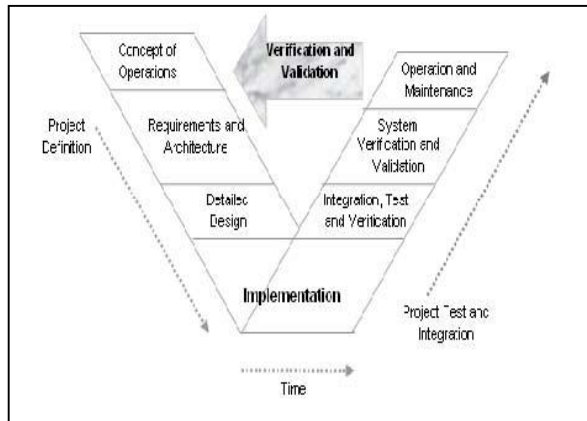 Concept of
Operations
Verification and
Validation
Operation and
Maintenance
Project
Definition
Requirements and
Architecture
System
Verification and
Validation
Detailed
Design
Integration, Test
and Verification
Implementation
Project Test and
Integration
Time